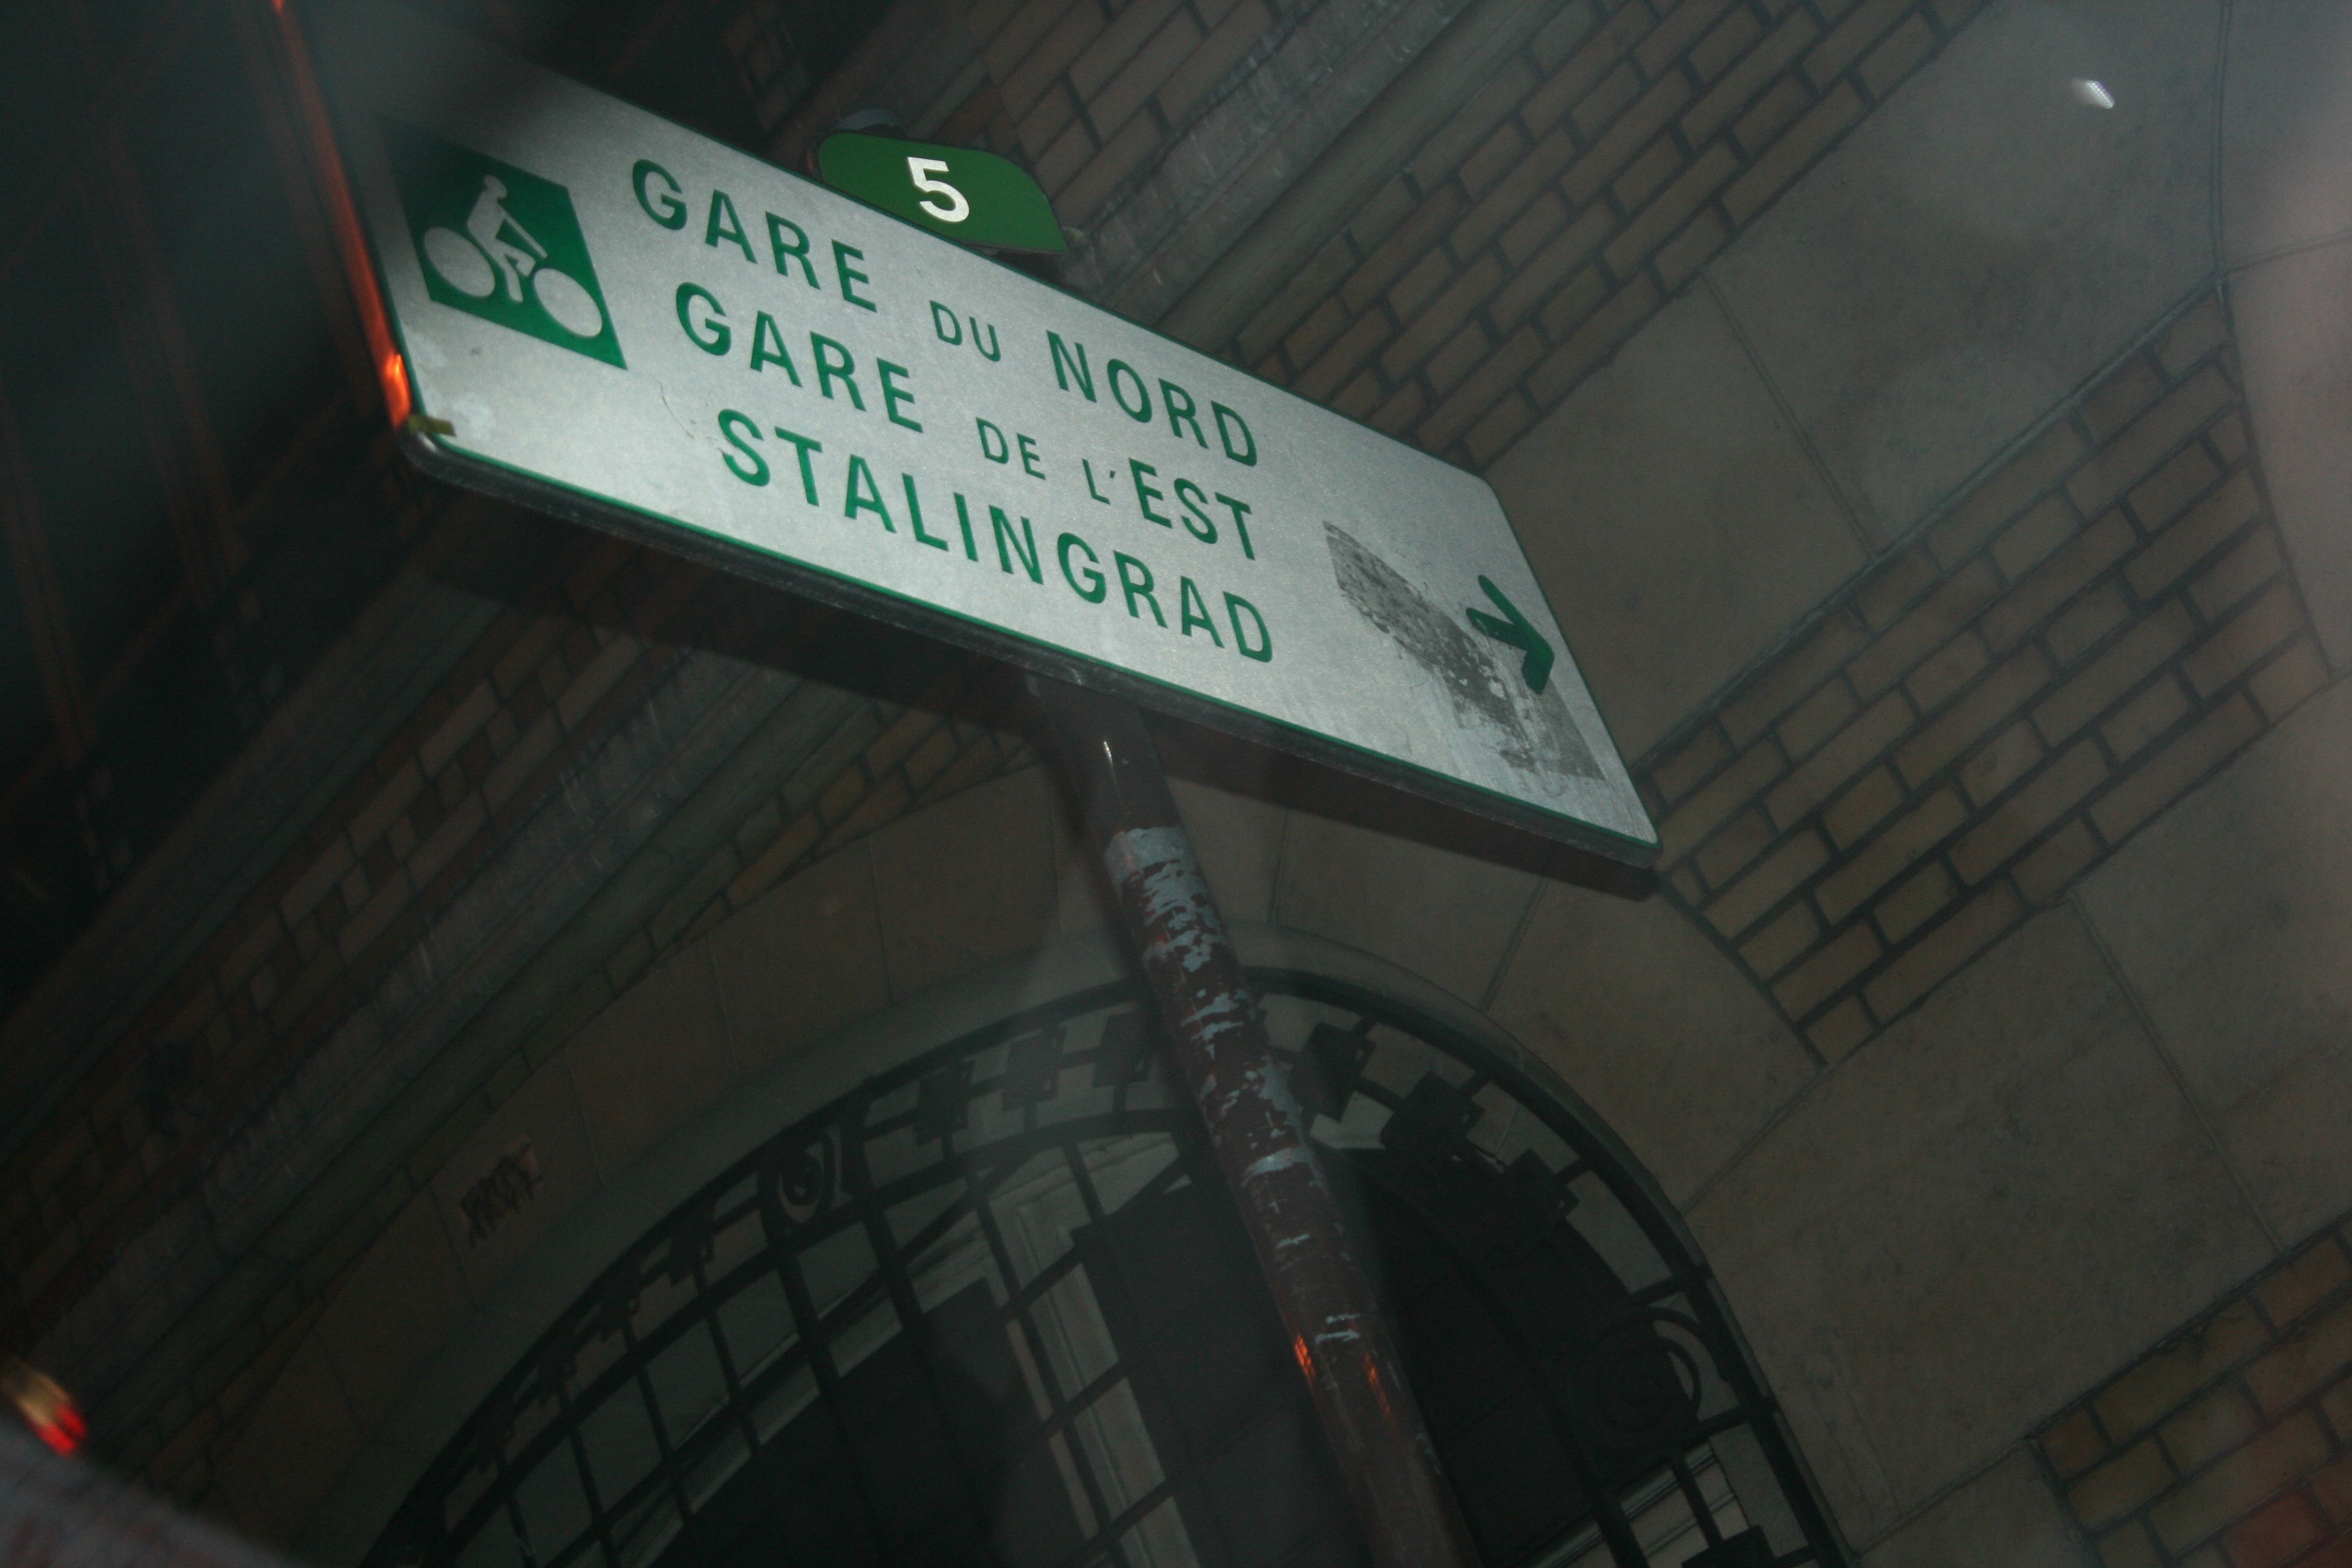 5
GARE DU NORD
GARE DE L'EST
STALINGRAD